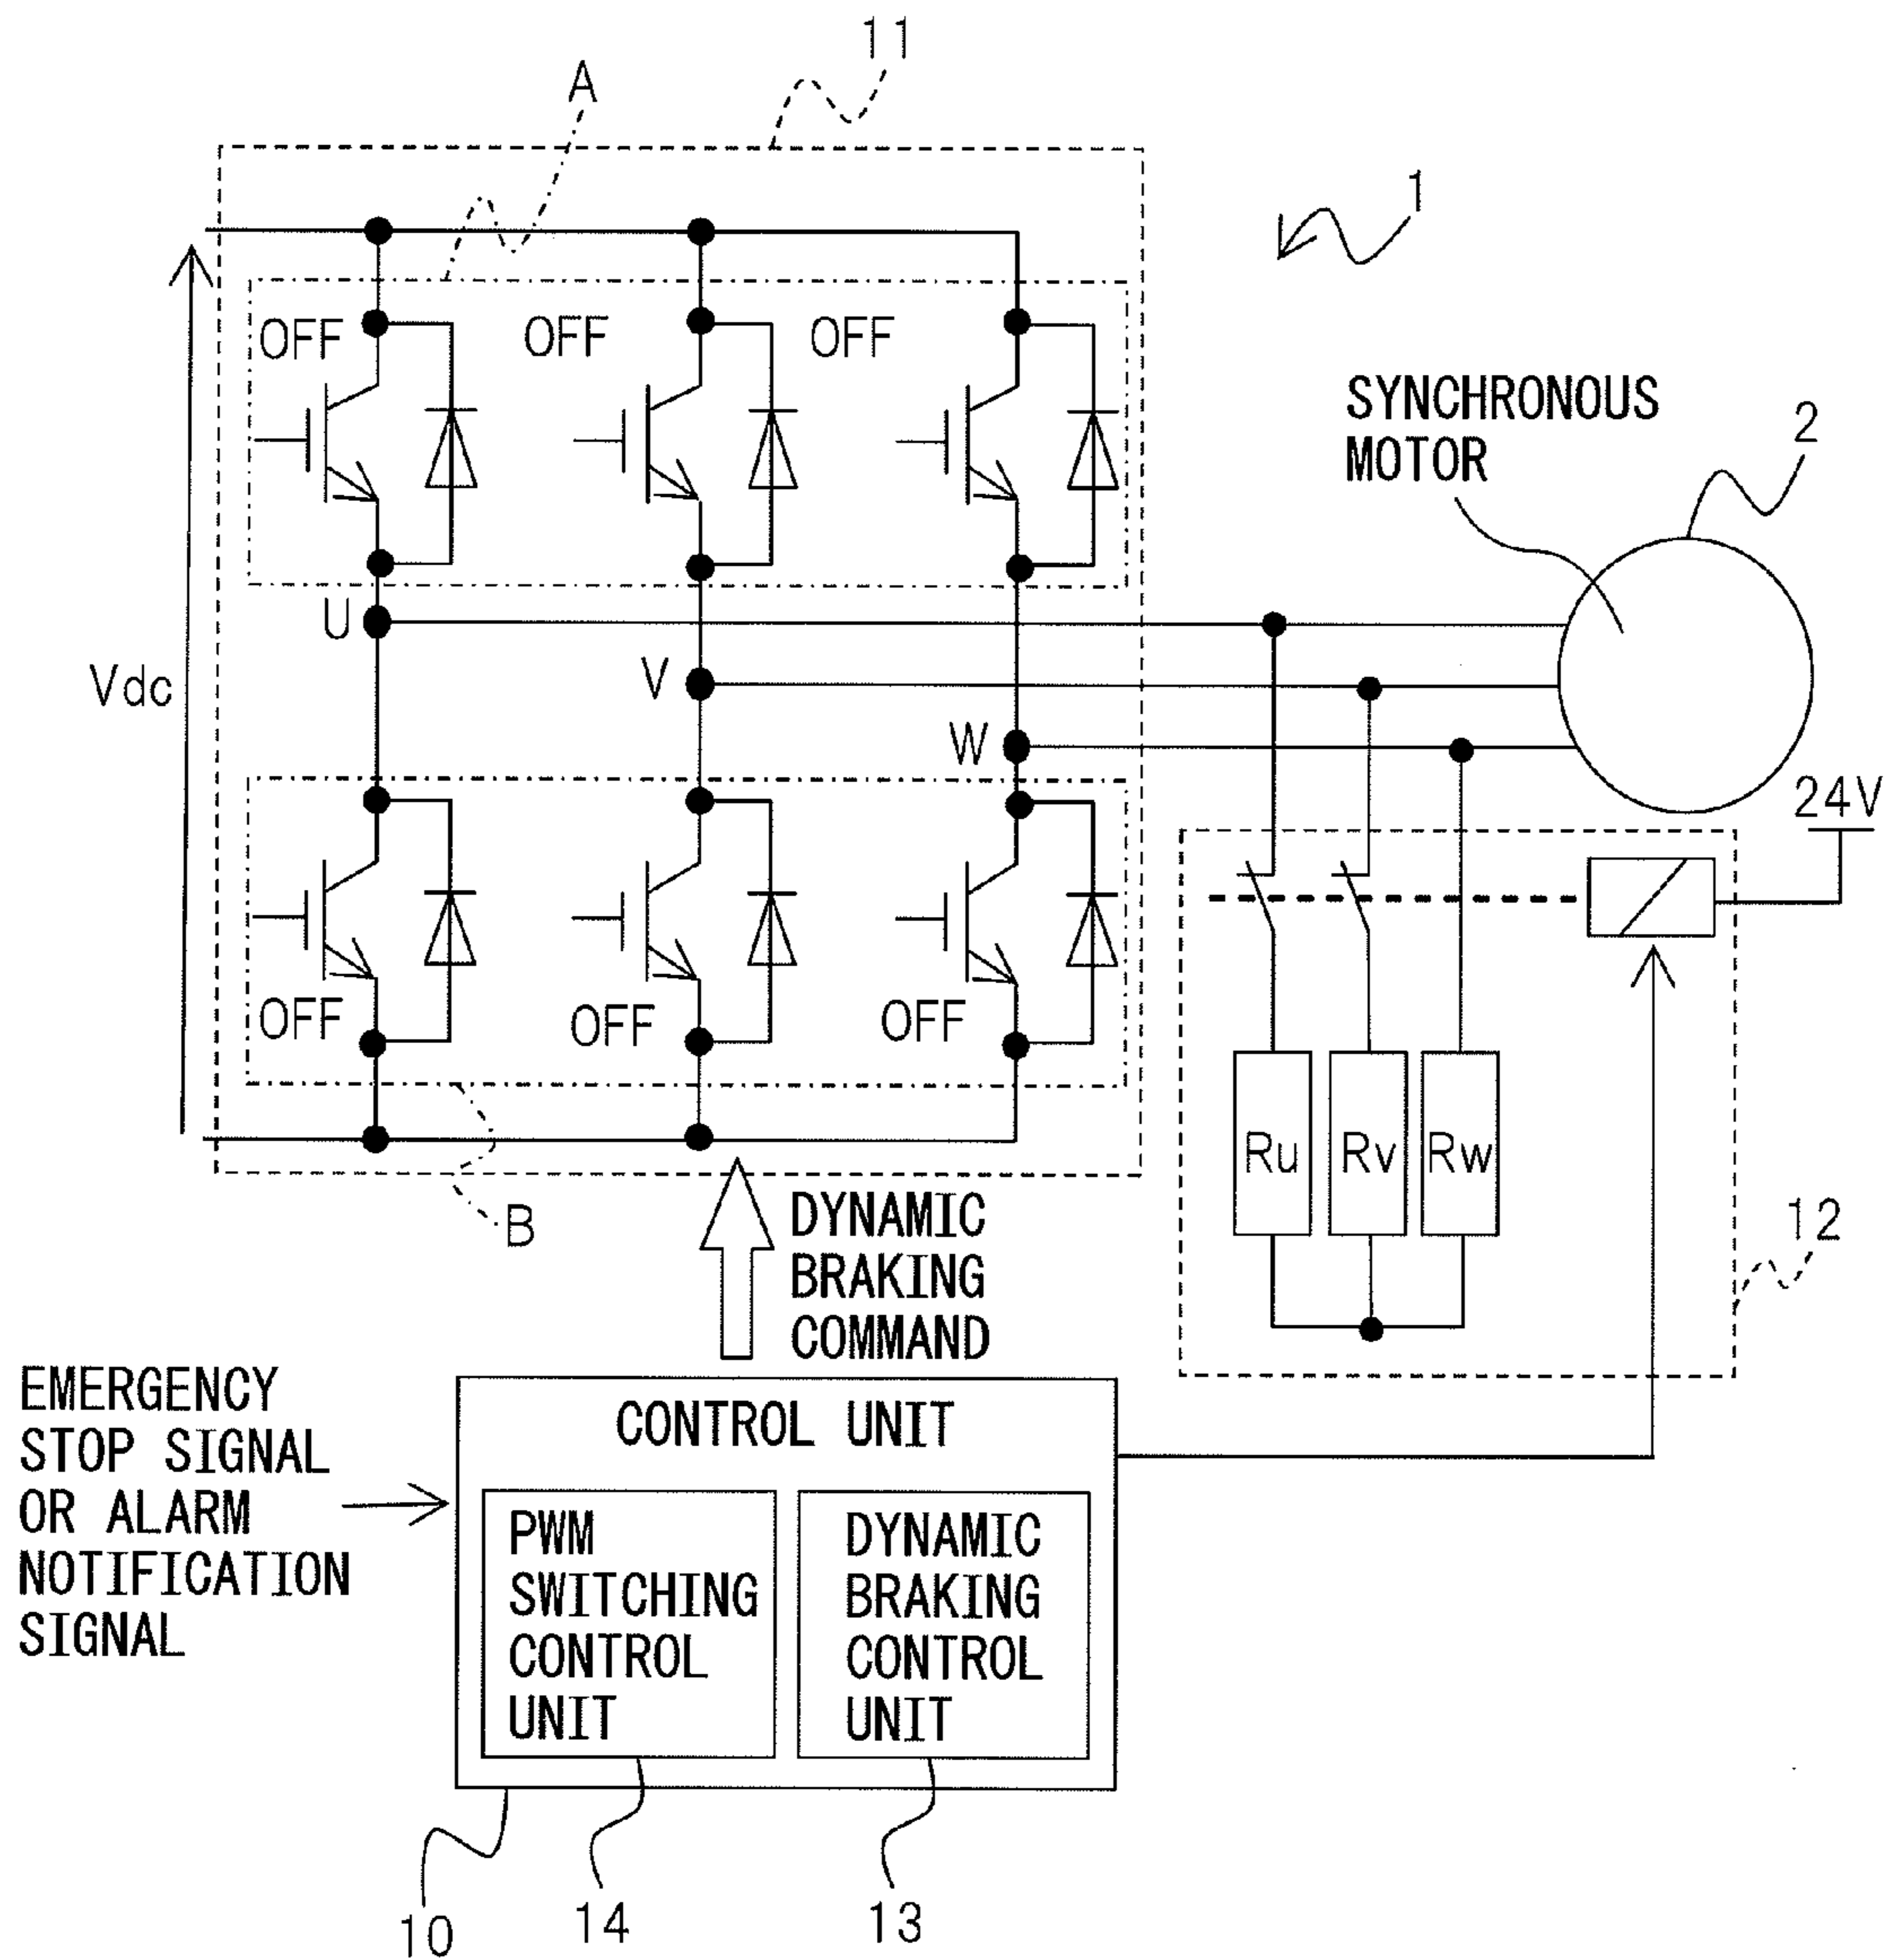 11
A
1
OFF
OFF
OFF
SYNCHRONOUS
MOTOR
2
U
Vdc
V
W
24V
OFF
OFF
OFF
Ru
Rv
Rw
B
DYNAMIC
BRAKING
COMMAND
12
EMERGENCY
STOP SIGNAL
OR ALARM
NOTIFICATION
SIGNAL
CONTROL UNIT
PWM
SWITCHING
CONTROL
UNIT
DYNAMIC
BRAKING
CONTROL
UNIT
10
14
13